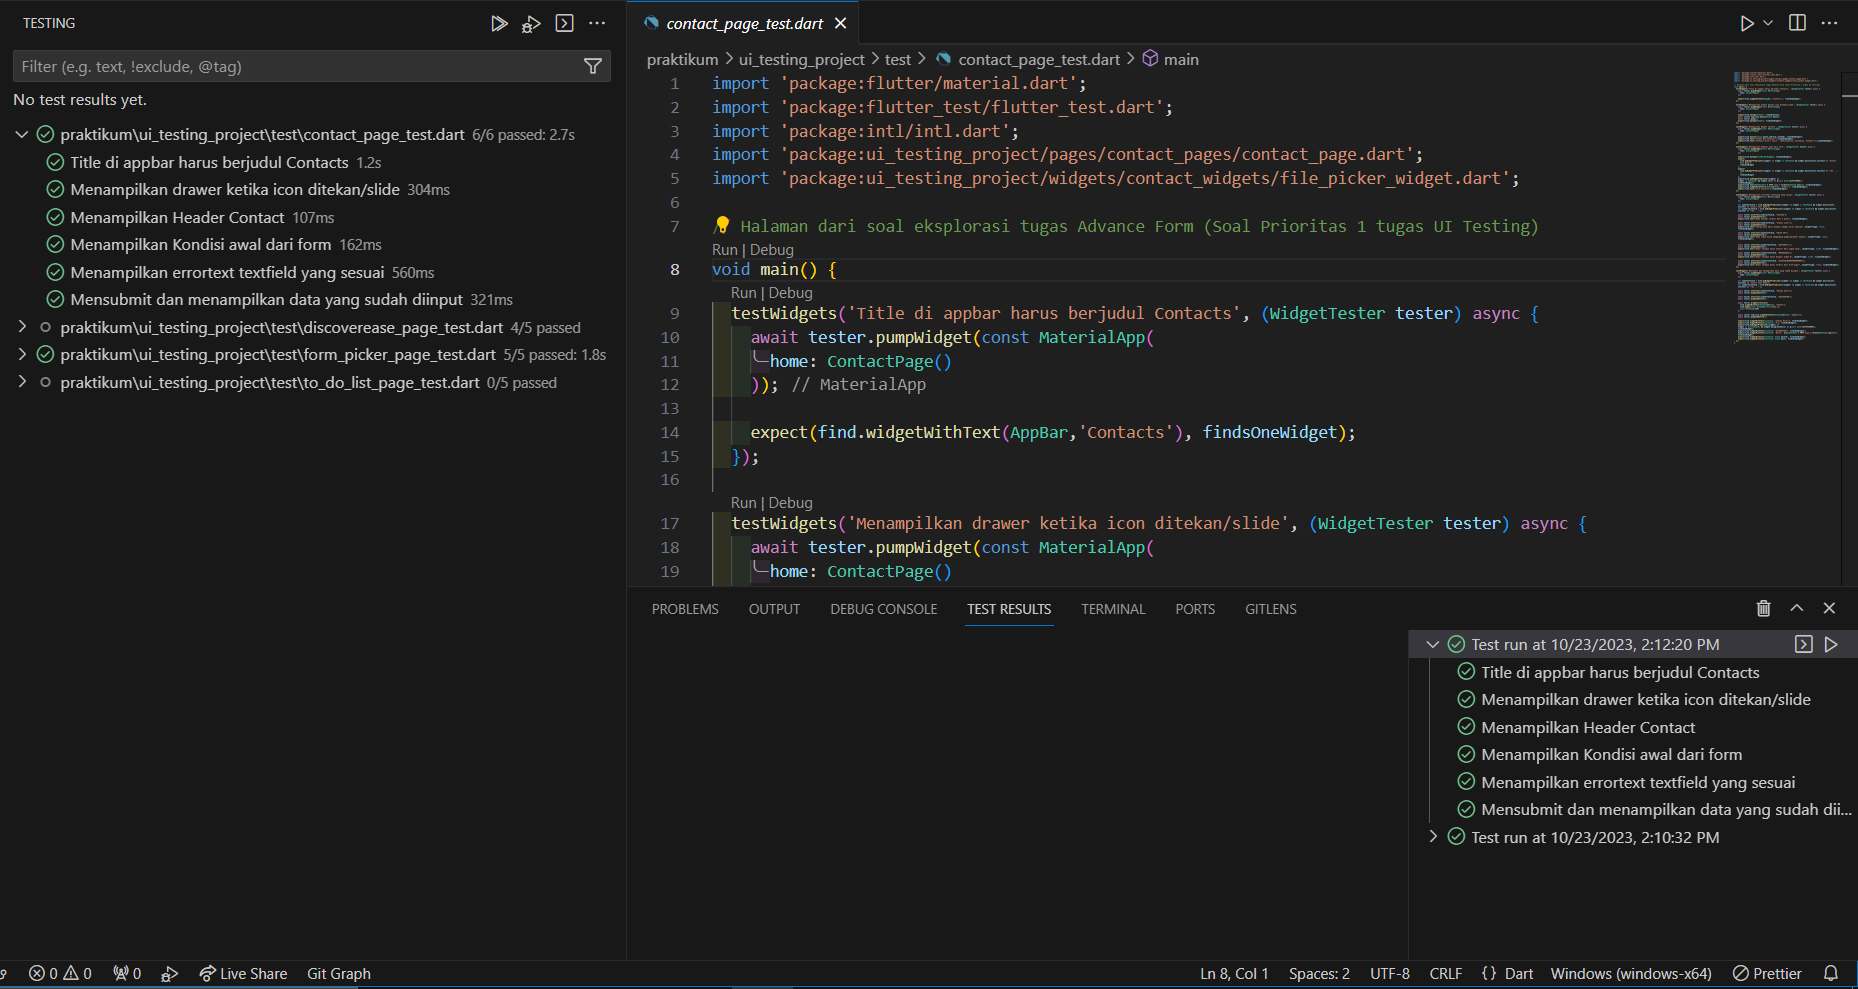 TESTING
Filter (e.g. text, !exclude, @tag)
No test results yet.
praktikum\ui_testing_project\test\contact_page_test.dart 6/6 passed: 2.7s
Title di appbar harus berjudul Contacts 1.2s
Menampilkan drawer ketika icon ditekan/slide 304ms
Menampilkan Header Contact 107ms
Menampilkan Kondisi awal dari form 162ms
Menampilkan errortext textfield yang sesuai 560ms
Mensubmit dan menampilkan data yang sudah diinput 321ms
praktikum\ui_testing_project\test\discoverease_page_test.dart 4/5 passed
praktikum\ui_testing_project\test\form_picker_page_test.dart 5/5 passed: 1.8s
praktikum\ui_testing_project\test\to_do_list_page_test.dart 0/5 passed
contact_page_test.dart
praktikum > ui_testing_project > test > contact_page_test.dart > main
1 import 'package:flutter/material.dart';
2 import 'package:flutter_test/flutter_test.dart';
3 import 'package:intl/intl.dart';
4 import 'package:ui_testing_project/pages/contact_pages/contact_page.dart';
5 import 'package:ui_testing_project/widgets/contact_widgets/file_picker_widget.dart';
6
7 / Halaman dari soal eksplorasi tugas Advance Form (Soal Prioritas 1 tugas UI Testing)
Run | Debug
8 void main() {
Run | Debug
9 testWidgets('Title di appbar harus berjudul Contacts', (WidgetTester tester) async {
10 await tester.pumpWidget(const MaterialApp(
11 home: ContactPage()
12 )); // MaterialApp
13
14 expect(find.widgetWithText(AppBar,'Contacts'), findsOneWidget);
15 });
16
Run | Debug
17 testWidgets('Menampilkan drawer ketika icon ditekan/slide', (WidgetTester tester) async {
18 await tester.pumpWidget(const MaterialApp(
19 home: ContactPage()
PROBLEMS OUTPUT DEBUG CONSOLE TEST RESULTS TERMINAL PORTS GITLENS
Test run at 10/23/2023, 2:12:20 PM
Title di appbar harus berjudul Contacts
Menampilkan drawer ketika icon ditekan/slide
Menampilkan Header Contact
Menampilkan Kondisi awal dari form
Menampilkan errortext textfield yang sesuai
Mensubmit dan menampilkan data yang sudah dii...
Test run at 10/23/2023, 2:10:32 PM
0 0 0 Live Share Git Graph Ln 8, Col 1 Spaces: 2 UTF-8 CRLF {} Dart Windows (windows-x64) Prettier